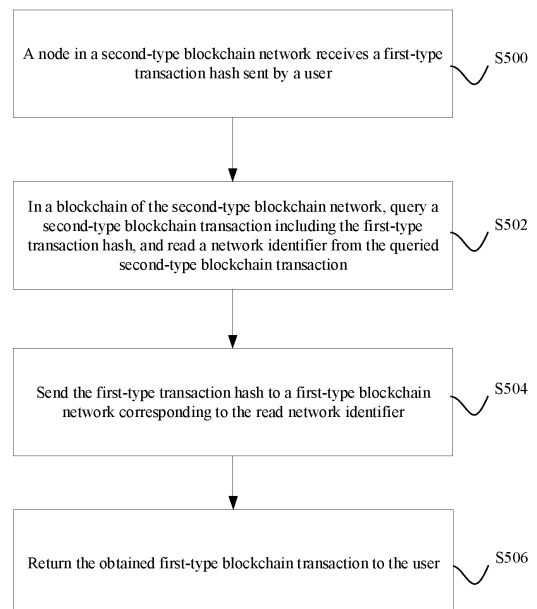 A node in a second-type blockchain network receives a first-type
transaction hash sent by a user
S500
In a blockchain of the second-type blockchain network, query a
second-type blockchain transaction including the first-type
transaction hash, and read a network identifier from the queried
second-type blockchain transaction
S502
Send the first-type transaction hash to a first-type blockchain
network corresponding to the read network identifier
S504
Return the obtained first-type blockchain transaction to the user
S506